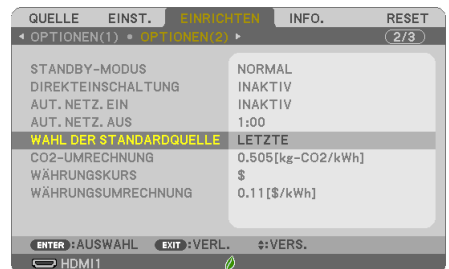 QUELLE EINST. EINRICHTEN INFO. RESET
OPTIONEN(1) OPTIONEN(2) 2/3
STANDBY-MODUS NORMAL
DIREKTEINSCHALTUNG INAKTIV
AUT. NETZ. EIN INAKTIV
AUT. NETZ. AUS 1:00
WAHL DER STANDARDQUELLE LETZTE
CO2-UMRECHNUNG 0.505[kg-CO2/kWh]
WÄHRUNGSKURS $
WÄHRUNGSUMRECHNUNG 0.11[$/kWh]
ENTER :AUSWAHL EXIT :VERL. :VERS.
HDMI1